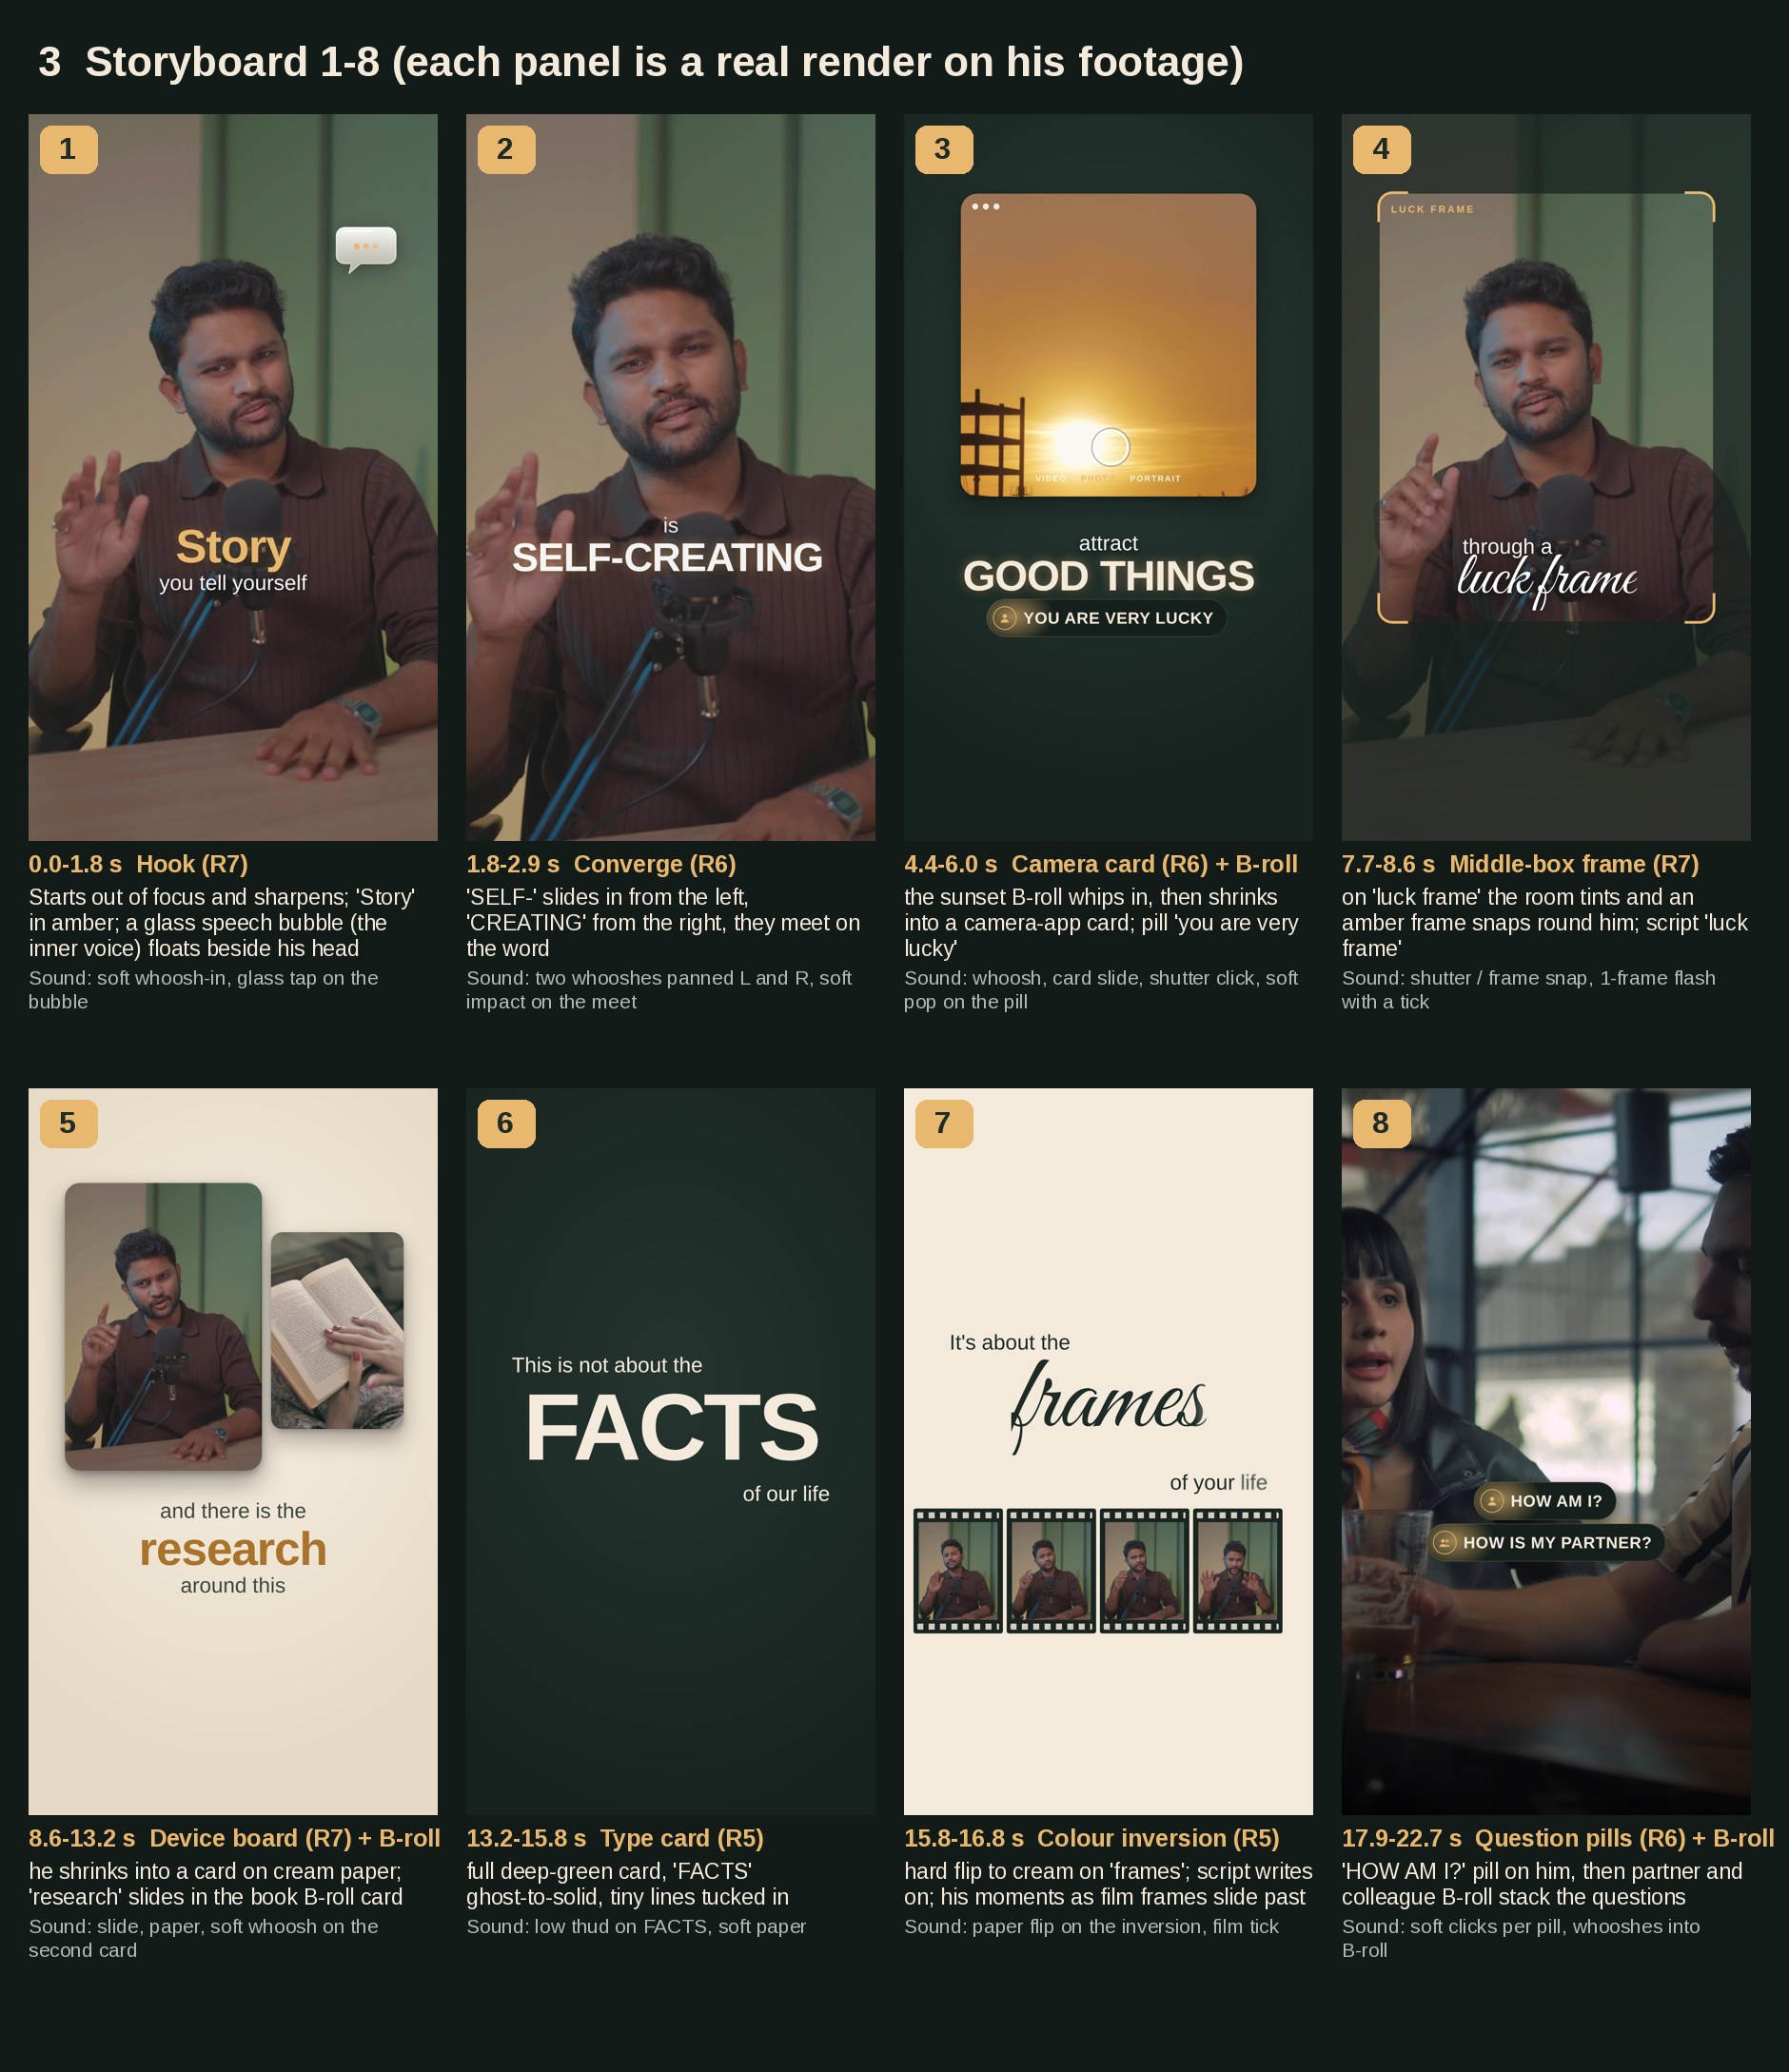 3 Storyboard 1-8 (each panel is a real render on his footage)
1
Story
you tell yourself
2
is
SELF-CREATING
3
VIDEO PHOTO PORTRAIT
attract
GOOD THINGS
YOU ARE VERY LUCKY
4
LUCK FRAME
through a
luck frame
0.0-1.8 s Hook (R7)
Starts out of focus and sharpens; 'Story'
in amber; a glass speech bubble (the
inner voice) floats beside his head
Sound: soft whoosh-in, glass tap on the
bubble
1.8-2.9 s Converge (R6)
'SELF-' slides in from the left,
'CREATING' from the right, they meet on
the word
Sound: two whooshes panned L and R, soft
impact on the meet
4.4-6.0 s Camera card (R6) + B-roll
the sunset B-roll whips in, then shrinks
into a camera-app card; pill 'you are very
lucky'
Sound: whoosh, card slide, shutter click, soft
pop on the pill
7.7-8.6 s Middle-box frame (R7)
on 'luck frame' the room tints and an
amber frame snaps round him; script 'luck
frame'
Sound: shutter / frame snap, 1-frame flash
with a tick
5
and there is the
research
around this
6
This is not about the
FACTS
of our life
7
It's about the
frames
of your life
8
HOW AM I?
HOW IS MY PARTNER?
8.6-13.2 s Device board (R7) + B-roll
he shrinks into a card on cream paper;
'research' slides in the book B-roll card
Sound: slide, paper, soft whoosh on the
second card
13.2-15.8 s Type card (R5)
full deep-green card, 'FACTS'
ghost-to-solid, tiny lines tucked in
Sound: low thud on FACTS, soft paper
15.8-16.8 s Colour inversion (R5)
hard flip to cream on 'frames'; script writes
on; his moments as film frames slide past
Sound: paper flip on the inversion, film tick
17.9-22.7 s Question pills (R6) + B-roll
'HOW AM I?' pill on him, then partner and
colleague B-roll stack the questions
Sound: soft clicks per pill, whooshes into
B-roll